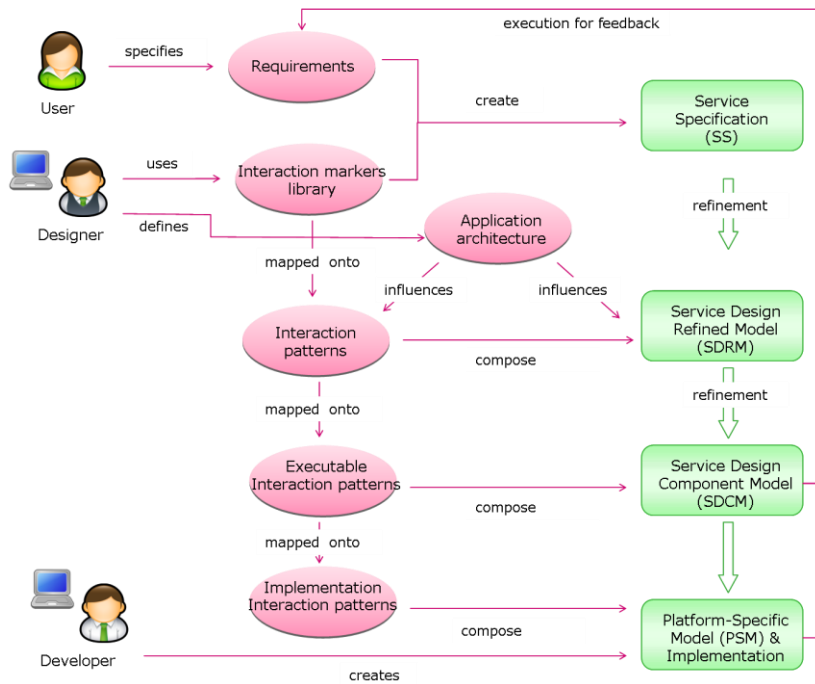 execution for feedback
specifies
Requirements
User
create
Service
Specification
(SS)
uses
Interaction markers
library
refinement
Designer
defines
Application
architecture
mapped onto
influences
influences
Interaction
patterns
compose
Service Design
Refined Model
(SDRM)
mapped onto
refinement
Executable
Interaction patterns
compose
Service Design
Component Model
(SDCM)
mapped onto
Implementation
Interaction patterns
compose
Platform-Specific
Model (PSM) &
Implementation
Developer
creates